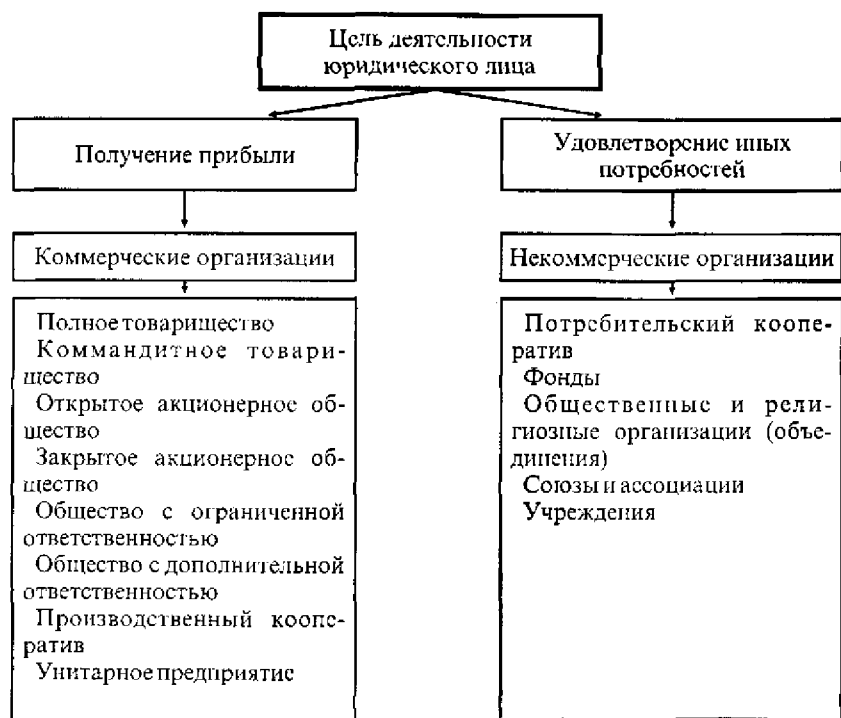 Цель деятельности
юридического лица
Получение прибыли
Удовлетворение иных
потребностей
Коммерческие организации
Некоммерческие организации
Полное товарищество
Коммандитное товари-
щество
Открытое акционерное об-
щество
Закрытое акционерное об-
щество
Общество с ограниченной
ответственностью
Общество с дополнительной
ответственностью
Производственный коопе-
ратив
Унитарное предприятие
Потребительский коопе-
ратив
Фонды
Общественные и рели-
гиозные организации (объе-
динения)
Союзы и ассоциации
Учреждения